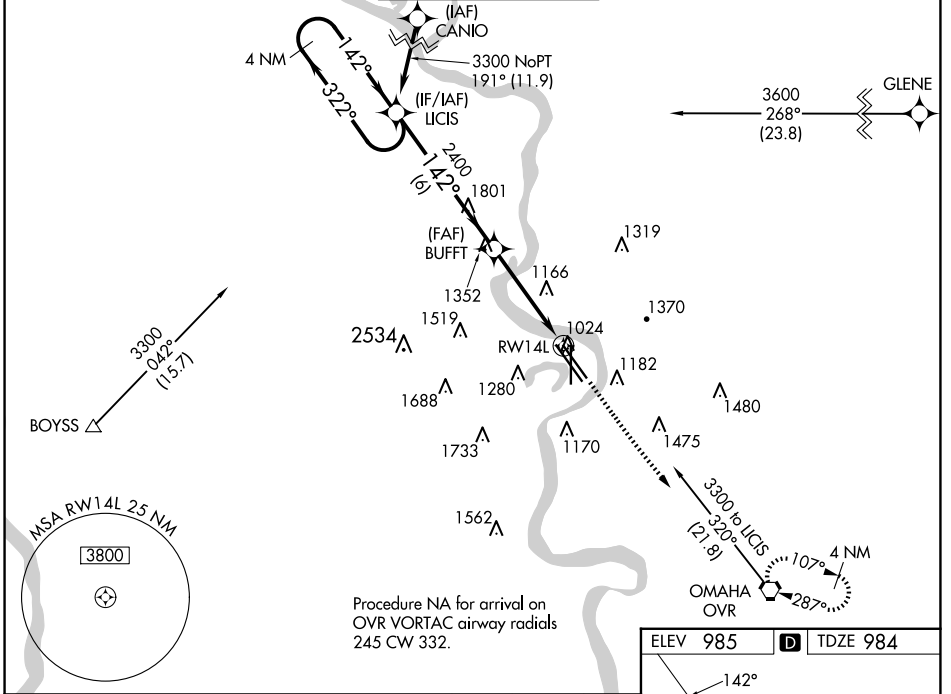 (IAF)
CANIO
4 NM
142°
322°
3300 NoPT
191° (11.9)
(IF/IAF)
LICIS
GLENE
3600
268°
(23.8)
2400
142°
(6)
1801
(FAF)
BUFFT
1352
1319
1166
1370
1519
2534
1024
RW14L
3300
042°
(15.7)
BOYSS
1688
1280
1182
1480
1733
1170
1475
1562
3300 to LICIS
320°
(21.8)
MSA RW14L 25 NM
3800
4 NM
107°
287°
OMAHA
OVR
Procedure NA for arrival on
OVR VORTAC airway radials
245 CW 332.
ELEV 985 D TDZE 984
142°